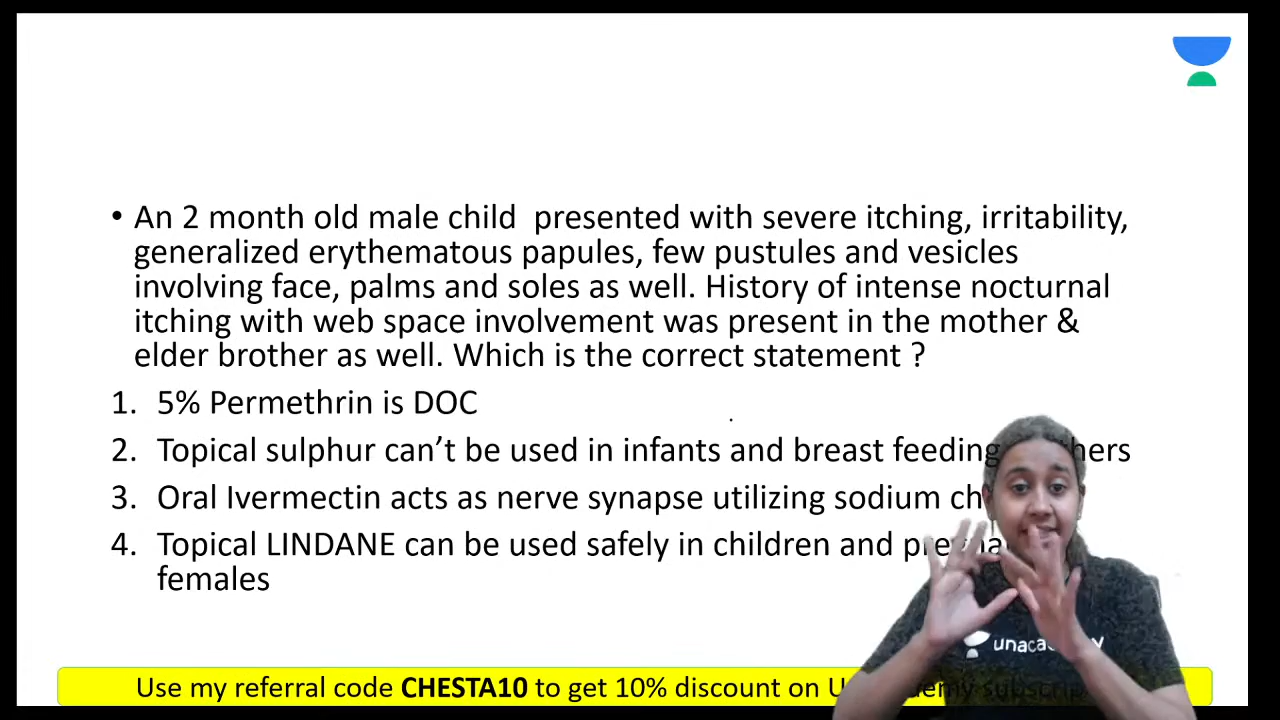 • An 2 month old male child presented with severe itching, irritability,
generalized erythematous papules, few pustules and vesicles
involving face, palms and soles as well. History of intense nocturnal
itching with web space involvement was present in the mother &
elder brother as well. Which is the correct statement ?
1. 5% Permethrin is DOC
2. Topical sulphur can't be used in infants and breast feeding
3. Oral Ivermectin acts as nerve synapse utilizing sodium
4. Topical LINDANE can be used safely in children and
females
unacademy
Use my referral code CHESTA10 to get 10% discount on